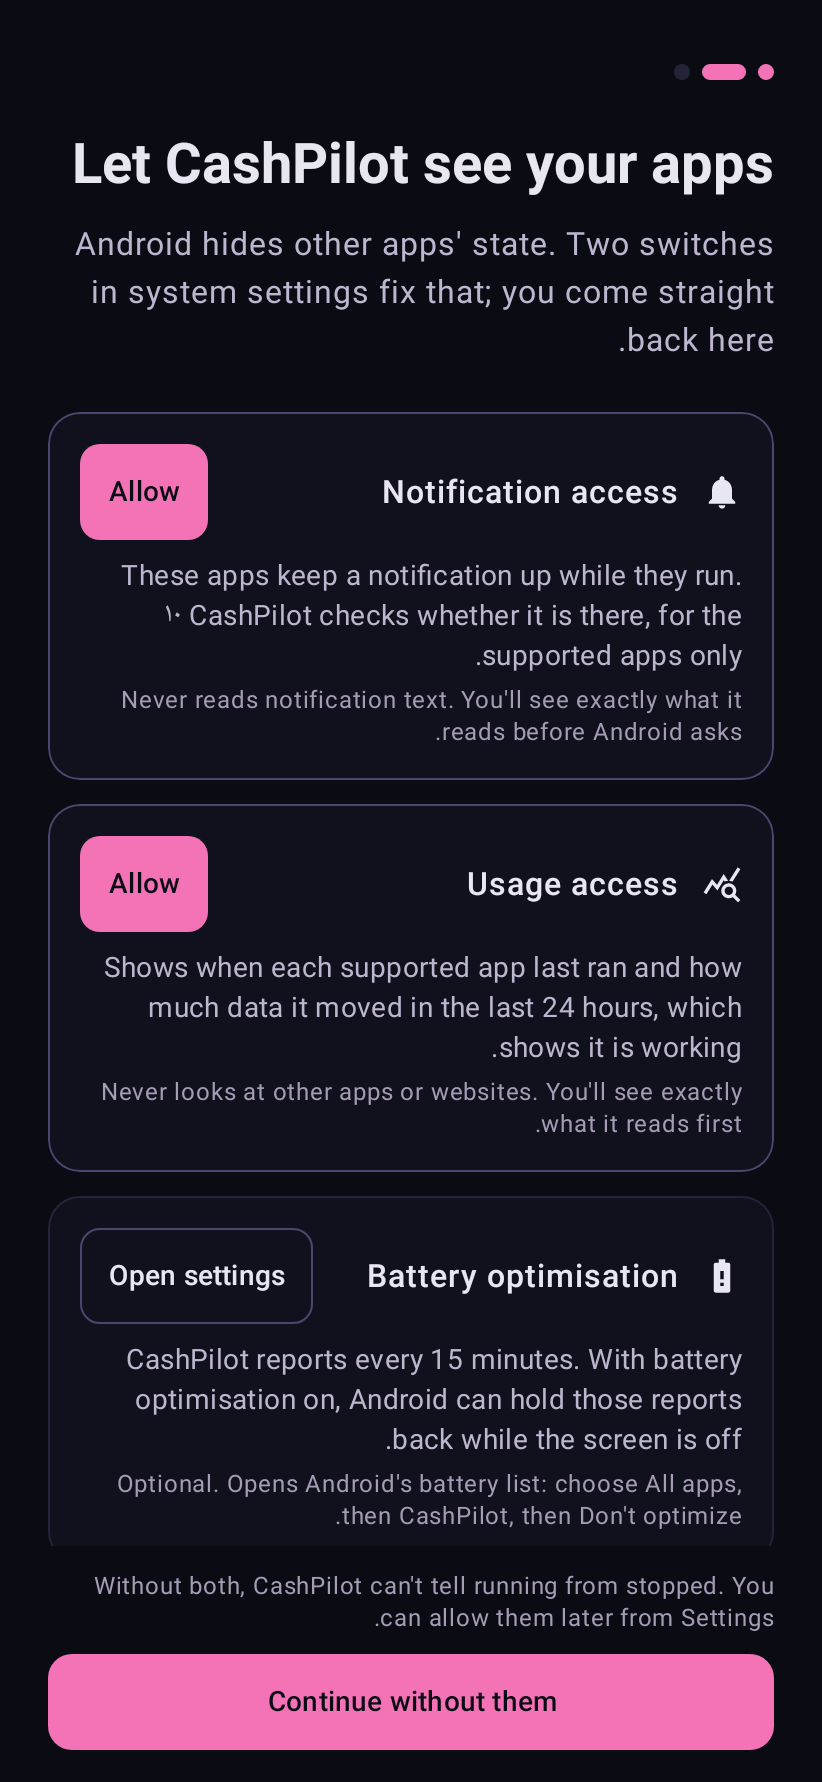 Let CashPilot see your apps
Android hides other apps' state. Two switches
in system settings fix that; you come straight
back here.
Notification access
Allow
These apps keep a notification up while they run.
CashPilot checks whether it is there, for the ١٠
supported apps only.
Never reads notification text. You'll see exactly what it
reads before Android asks.
Usage access
Allow
Shows when each supported app last ran and how
much data it moved in the last 24 hours, which
shows it is working.
Never looks at other apps or websites. You'll see exactly
what it reads first.
Battery optimisation
Open settings
CashPilot reports every 15 minutes. With battery
optimisation on, Android can hold those reports
back while the screen is off.
Optional. Opens Android's battery list: choose All apps,
then CashPilot, then Don't optimize.
Without both, CashPilot can't tell running from stopped. You
can allow them later from Settings.
Continue without them